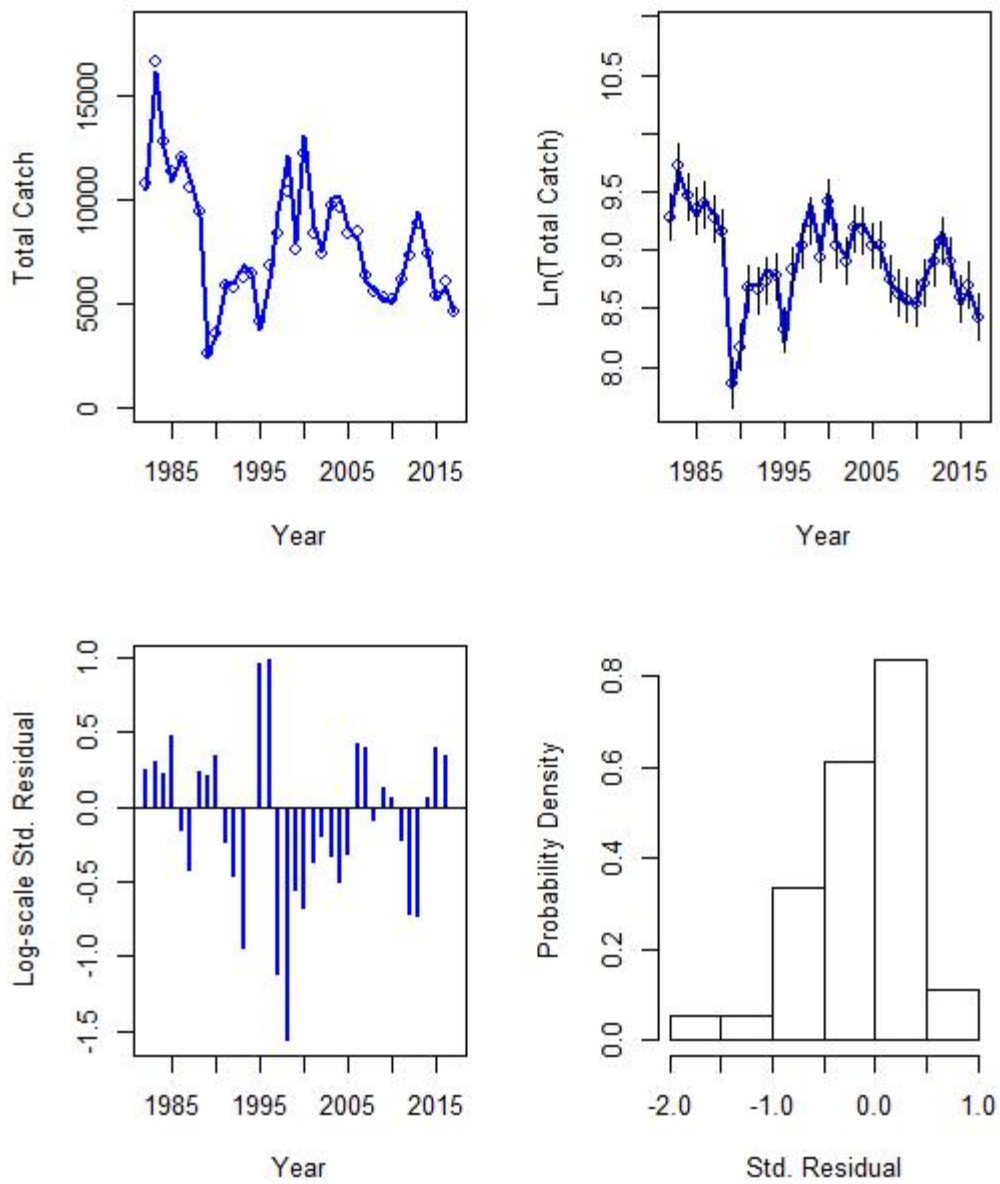 Total Catch
15000
10000
5000
0
1985 1995 2005 2015
Year
Ln(Total Catch)
10.5
9.5
9.0
8.5
8.0
1985 1995 2005 2015
Year
Log-scale Std. Residual
1.0
0.5
0.0
-0.5
-1.0
-1.5
1985 1995 2005 2015
Year
Probability Density
0.8
0.6
0.4
0.2
0.0
-2.0 -1.0 0.0 1.0
Std. Residual